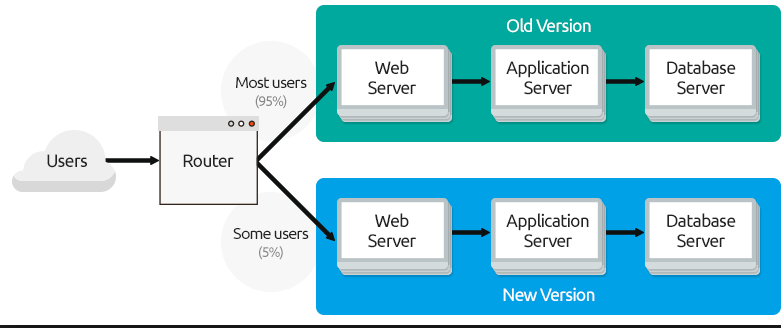 Users
Router
Most users
(95%)
Some users
(5%)
Old Version
Web
Server
Application
Server
Database
Server
Web
Server
Application
Server
Database
Server
New Version